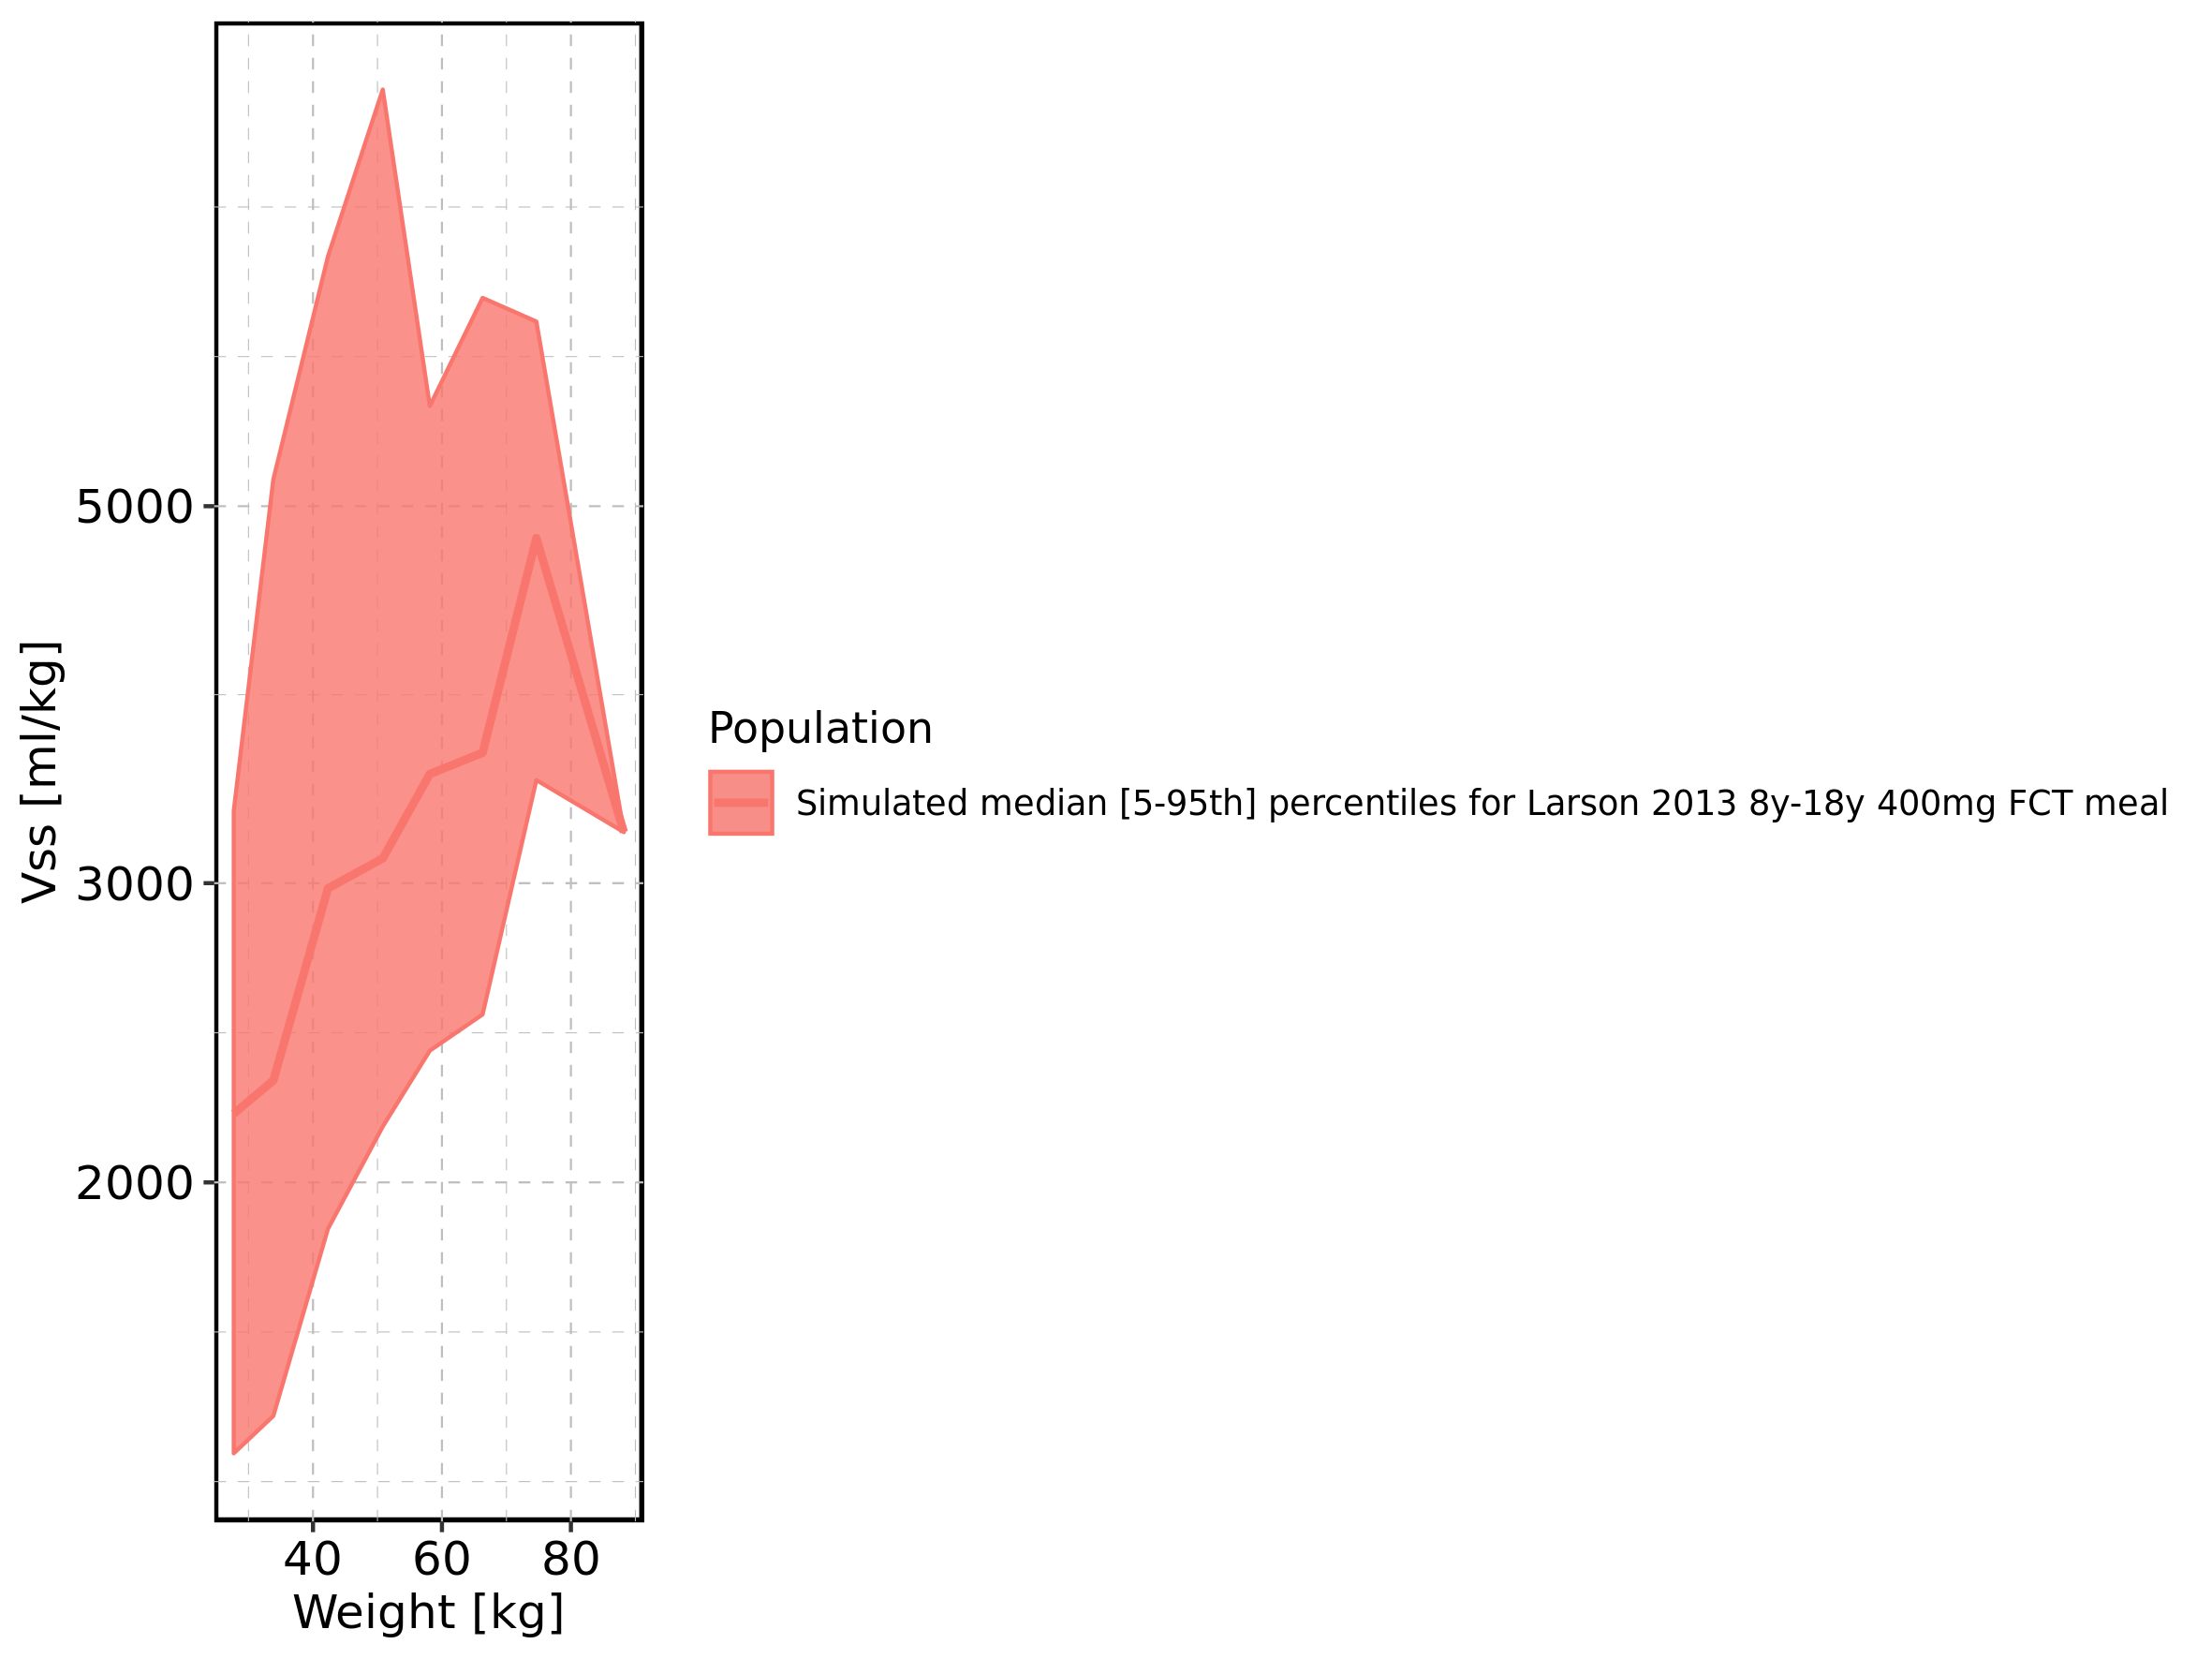 Vss [ml/kg]
5000
3000
2000
40 60 80
Weight [kg]
Population
Simulated median [5-95th] percentiles for Larson 2013 8y-18y 400mg FCT meal